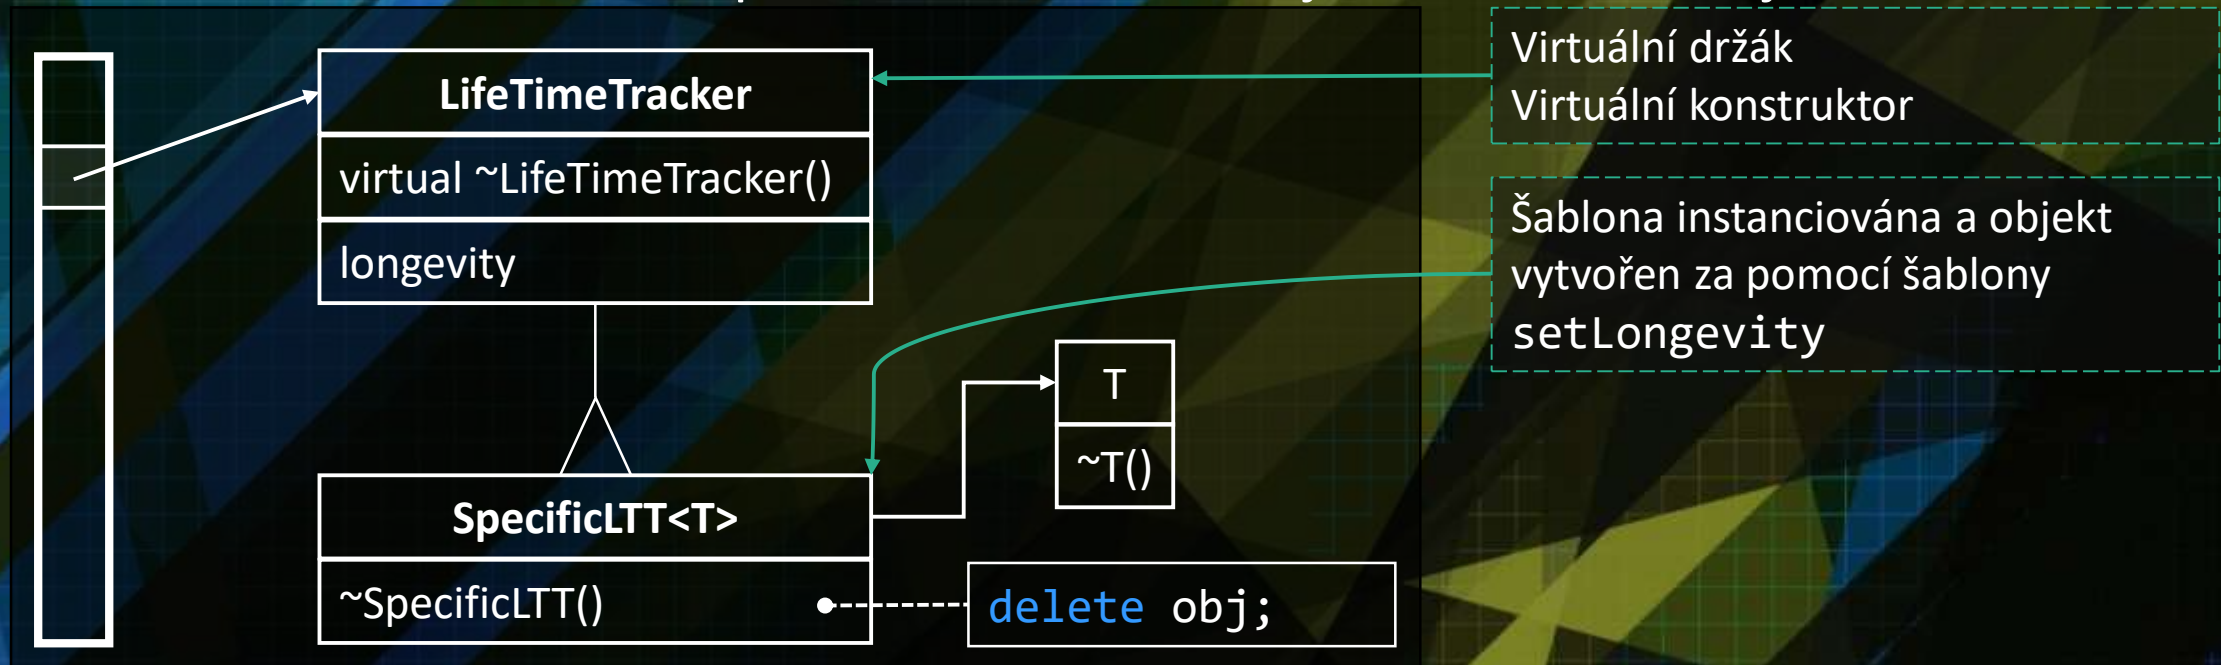 LifeTimeTracker
virtual ~LifeTimeTracker()
longevity
SpecificLTT<T>
~SpecificLTT()
T
~T()
delete obj;
Virtuální držák
Virtuální konstruktor
Šablona instanciována a objekt
vytvořen za pomocí šablony
setLongevity